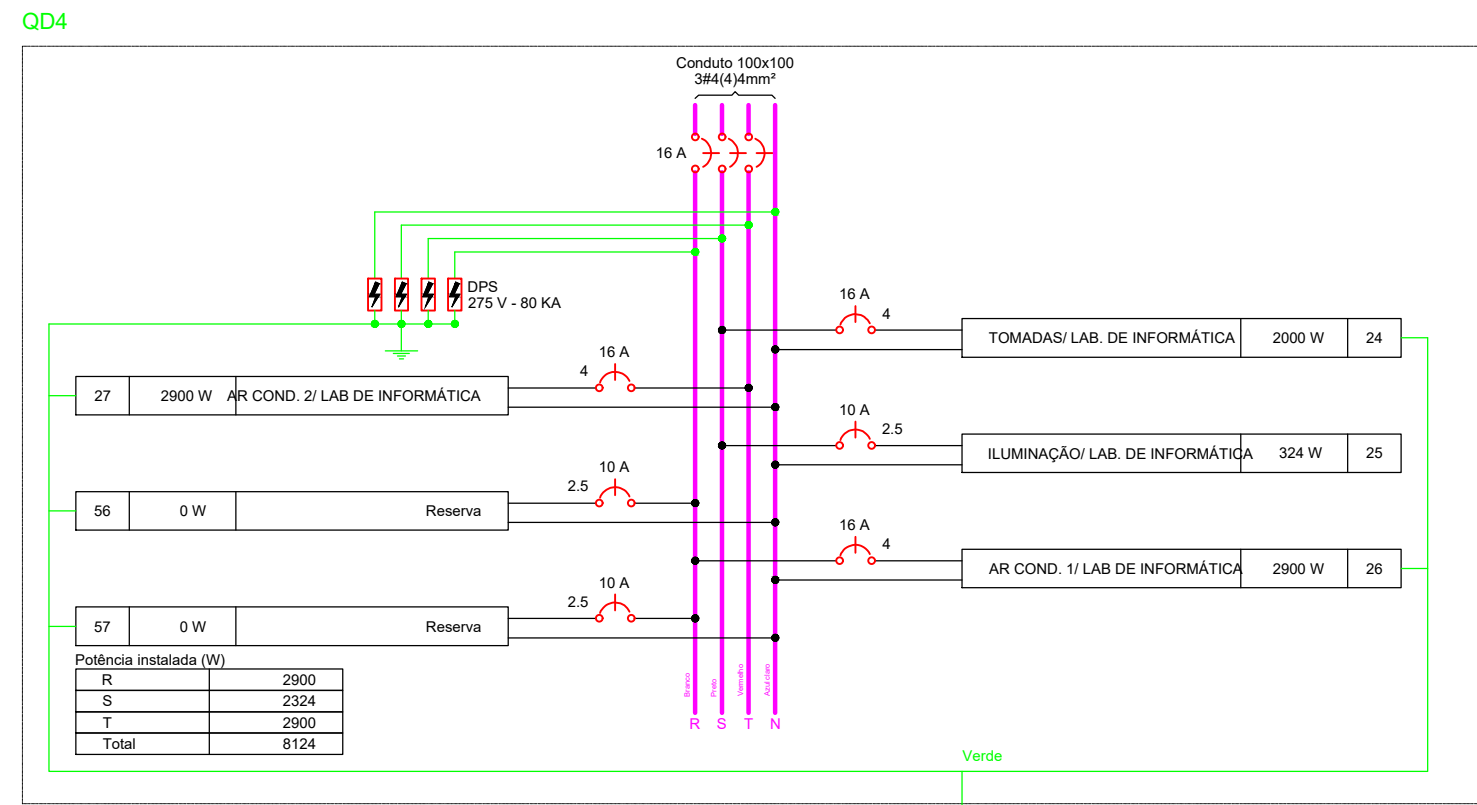 QD4
Conduto 100x100
3#4(4)4mm²
16 A
DPS
275 V - 80 KA
16 A
4
TOMADAS/ LAB. DE INFORMÁTICA 2000 W 24
16 A
4
27 2900 W AR COND. 2/ LAB DE INFORMÁTICA
10 A
2.5
ILUMINAÇÃO/ LAB. DE INFORMÁTICA 324 W 25
10 A
2.5
56 0 W Reserva
16 A
4
AR COND. 1/ LAB DE INFORMÁTICA 2900 W 26
10 A
2.5
57 0 W Reserva
Potência instalada (W)
R 2900
S 2324
T 2900
Total 8124
Branco
Preto
Vermelho
Azul claro
R S T N
Verde